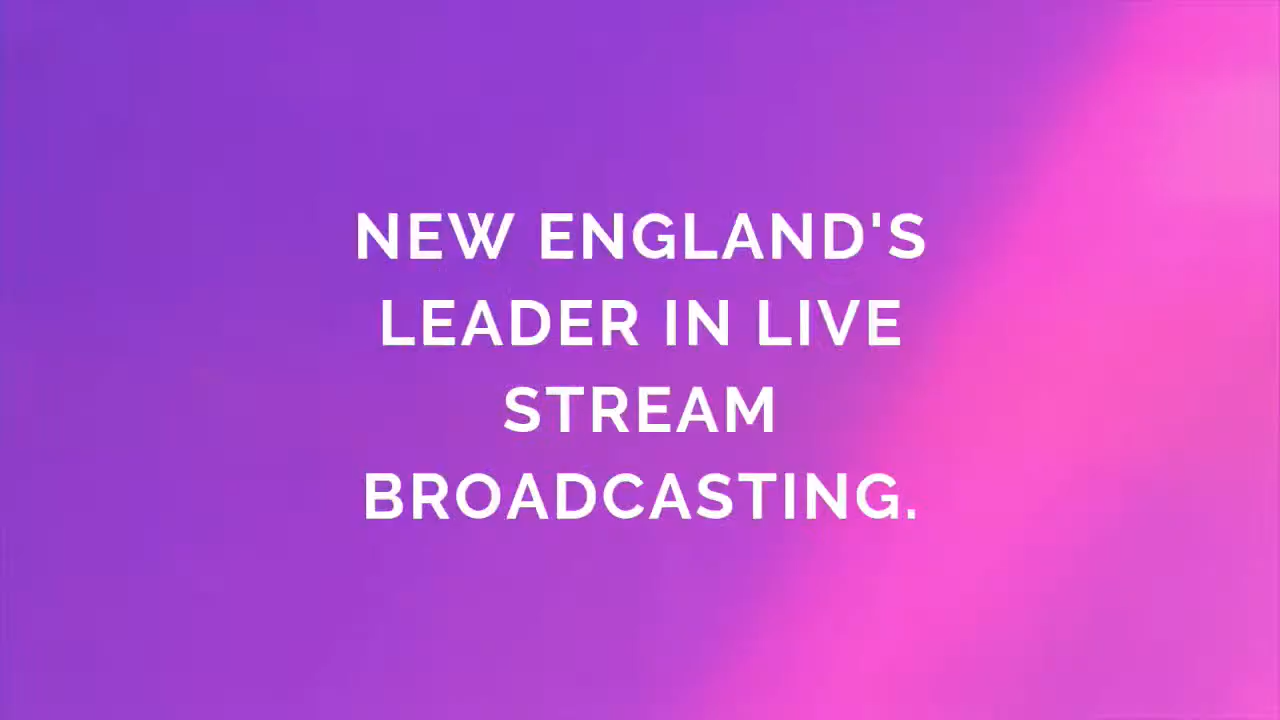 NEW ENGLAND'S
LEADER IN LIVE
STREAM
BROADCASTING.